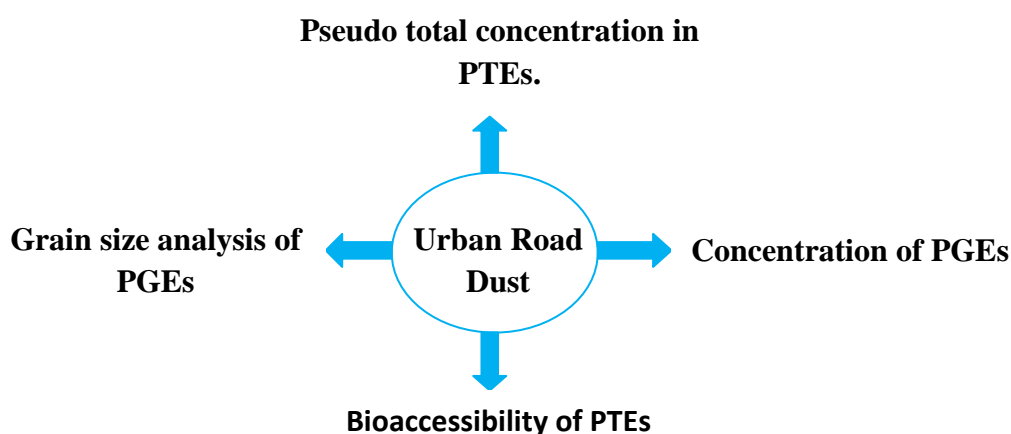 Pseudo total concentration in
PTEs.
Grain size analysis of
PGEs
Urban Road
Dust
Concentration of PGEs
Bioaccessibility of PTEs